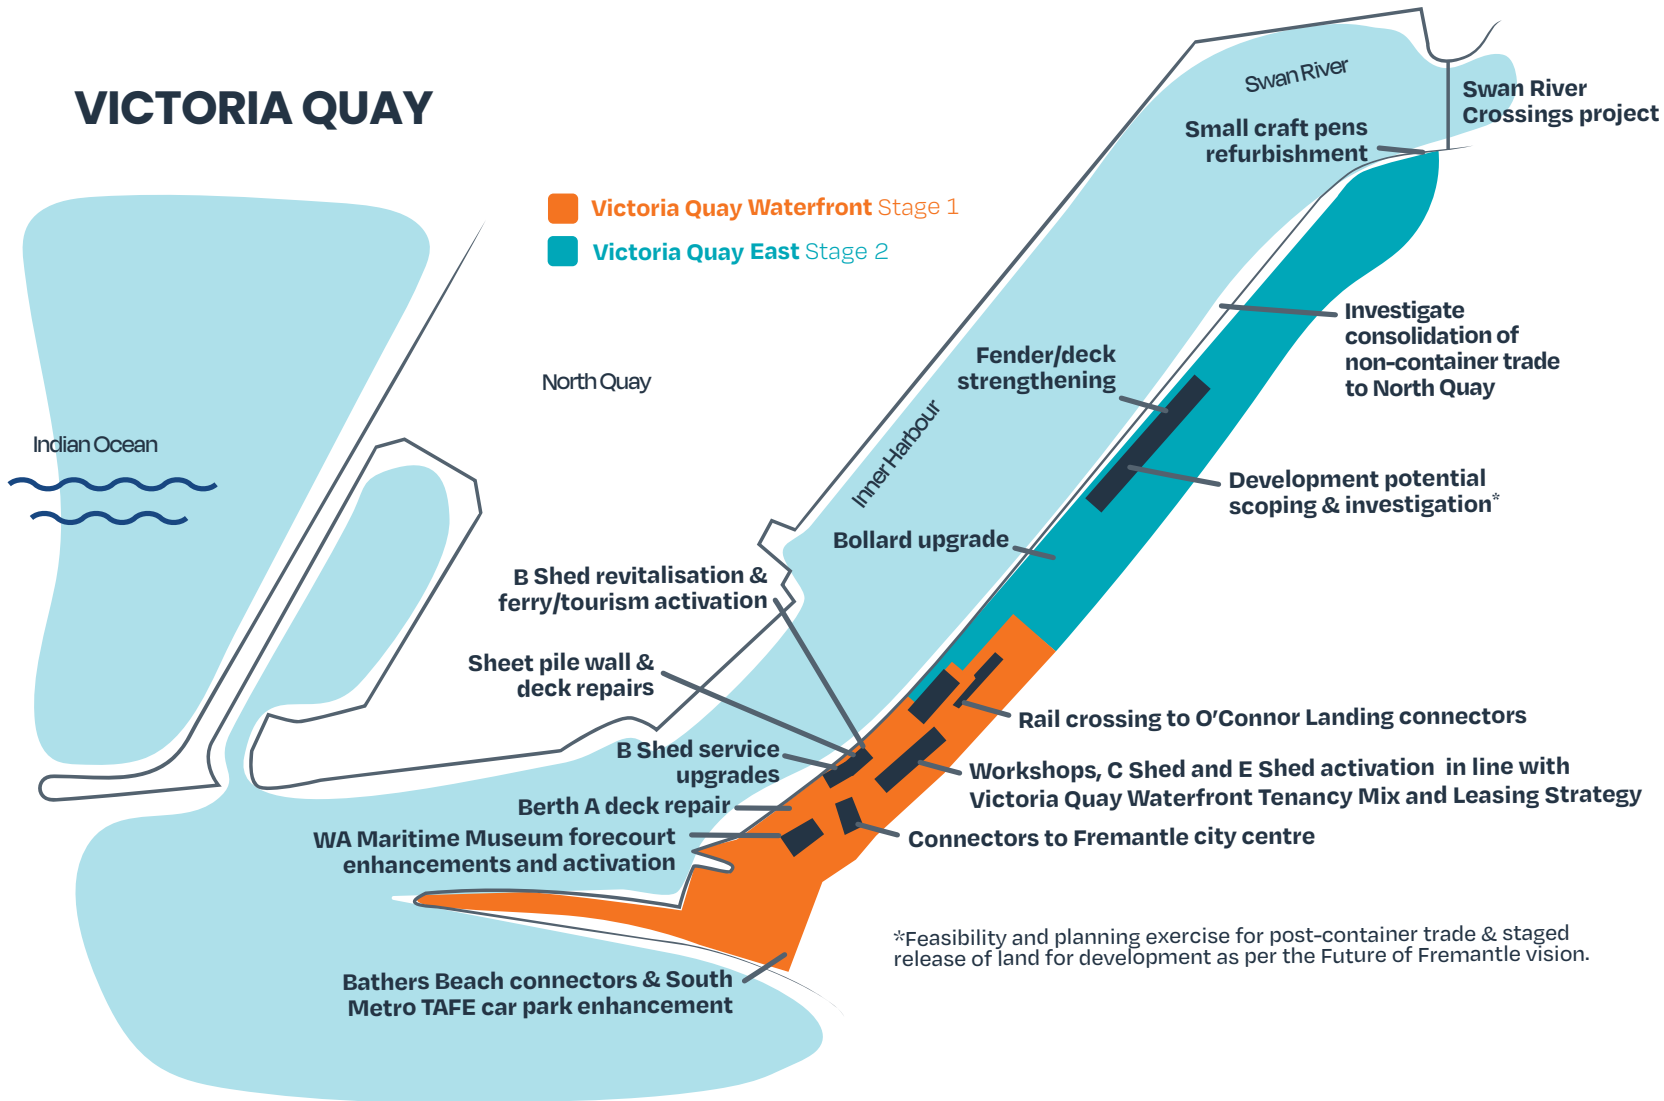 VICTORIA QUAY
Swan River
Swan River
Crossings project
Small craft pens
refurbishment
Victoria Quay Waterfront Stage 1
Victoria Quay East Stage 2
Investigate
consolidation of
non-container trade
to North Quay
Fender/deck
strengthening
North Quay
Inner Harbour
Indian Ocean
Development potential
scoping & investigation*
Bollard upgrade
B Shed revitalisation &
ferry/tourism activation
Sheet pile wall &
deck repairs
Rail crossing to O’Connor Landing connectors
B Shed service
upgrades
Workshops, C Shed and E Shed activation in line with
Victoria Quay Waterfront Tenancy Mix and Leasing Strategy
Berth A deck repair
WA Maritime Museum forecourt
enhancements and activation
Connectors to Fremantle city centre
*Feasibility and planning exercise for post-container trade & staged
release of land for development as per the Future of Fremantle vision.
Bathers Beach connectors & South
Metro TAFE car park enhancement